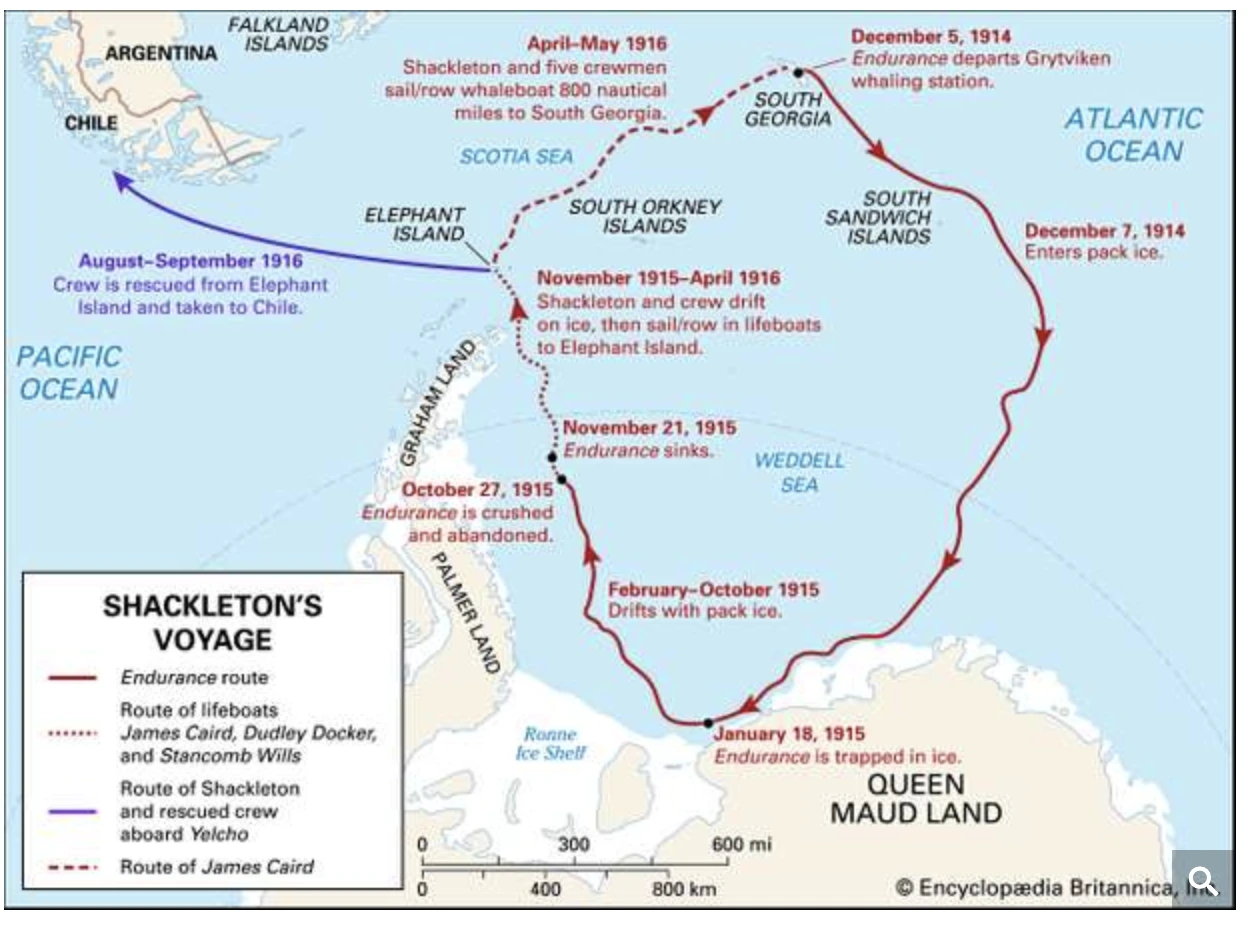 FALKLAND
ISLANDS
ARGENTINA
CHILE
April–May 1916
Shackleton and five crewmen
sail/row whaleboat 800 nautical
miles to South Georgia.
December 5, 1914
Endurance departs Grytviken
whaling station.
SOUTH
GEORGIA
ATLANTIC
OCEAN
SCOTIA SEA
ELEPHANT
ISLAND
SOUTH ORKNEY
ISLANDS
SOUTH
SANDWICH
ISLANDS
December 7, 1914
Enters pack ice.
August–September 1916
Crew is rescued from Elephant
Island and taken to Chile.
November 1915–April 1916
Shackleton and crew drift
on ice, then sail/row in lifeboats
to Elephant Island.
PACIFIC
OCEAN
GRAHAM LAND
November 21, 1915
Endurance sinks.
WEDDELL
SEA
October 27, 1915
Endurance is crushed
and abandoned.
PALMER LAND
February–October 1915
Drifts with pack ice.
January 18, 1915
Endurance is trapped in ice.
Ronne
Ice Shelf
QUEEN
MAUD LAND
SHACKLETON'S
VOYAGE
Endurance route
Route of lifeboats
James Caird, Dudley Docker,
and Stancomb Wills
Route of Shackleton
and rescued crew
aboard Yelcho
Route of James Caird
0 300 600 mi
0 400 800 km
© Encyclopædia Britannica, Inc.